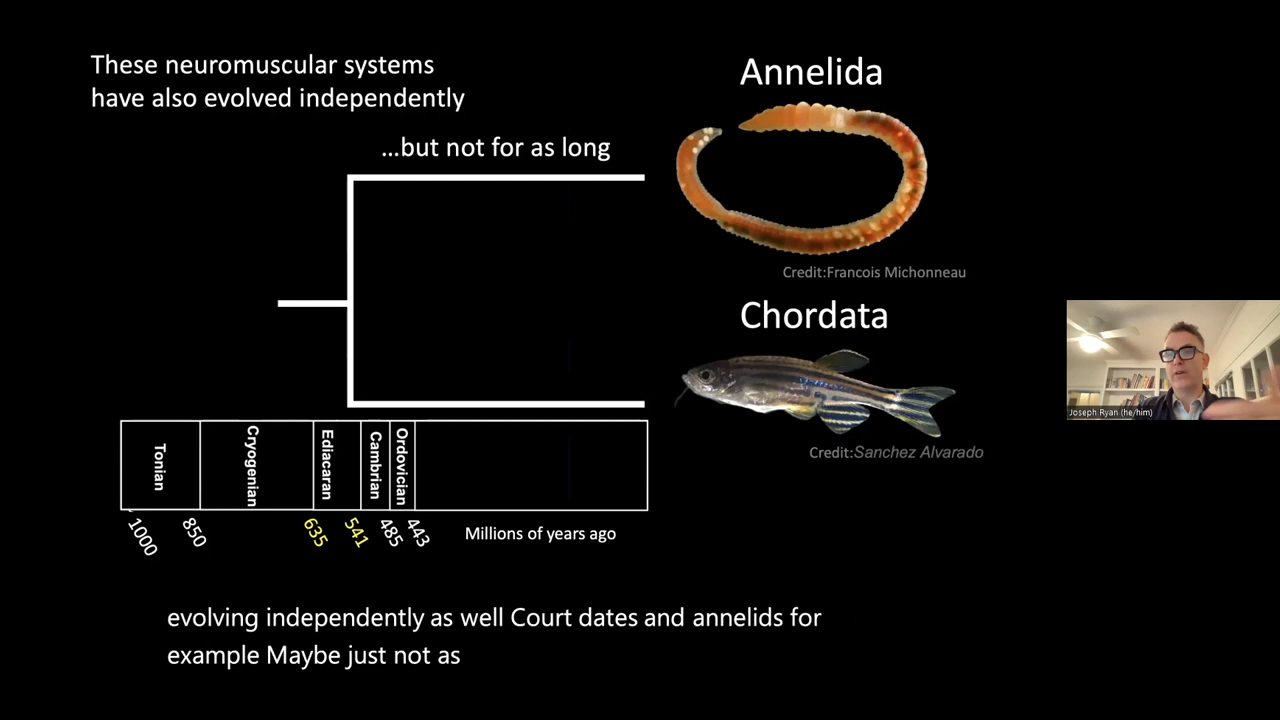 These neuromuscular systems
have also evolved independently
...but not for as long
Annelida
Credit:Francois Michonneau
Chordata
Credit:Sanchez Alvarado
Joseph Ryan (he/him)
Tonian
Cryogenian
Ediacaran
Cambrian
Ordovician
1000
850
635
541
485
443
Millions of years ago
evolving independently as well Court dates and annelids for
example Maybe just not as